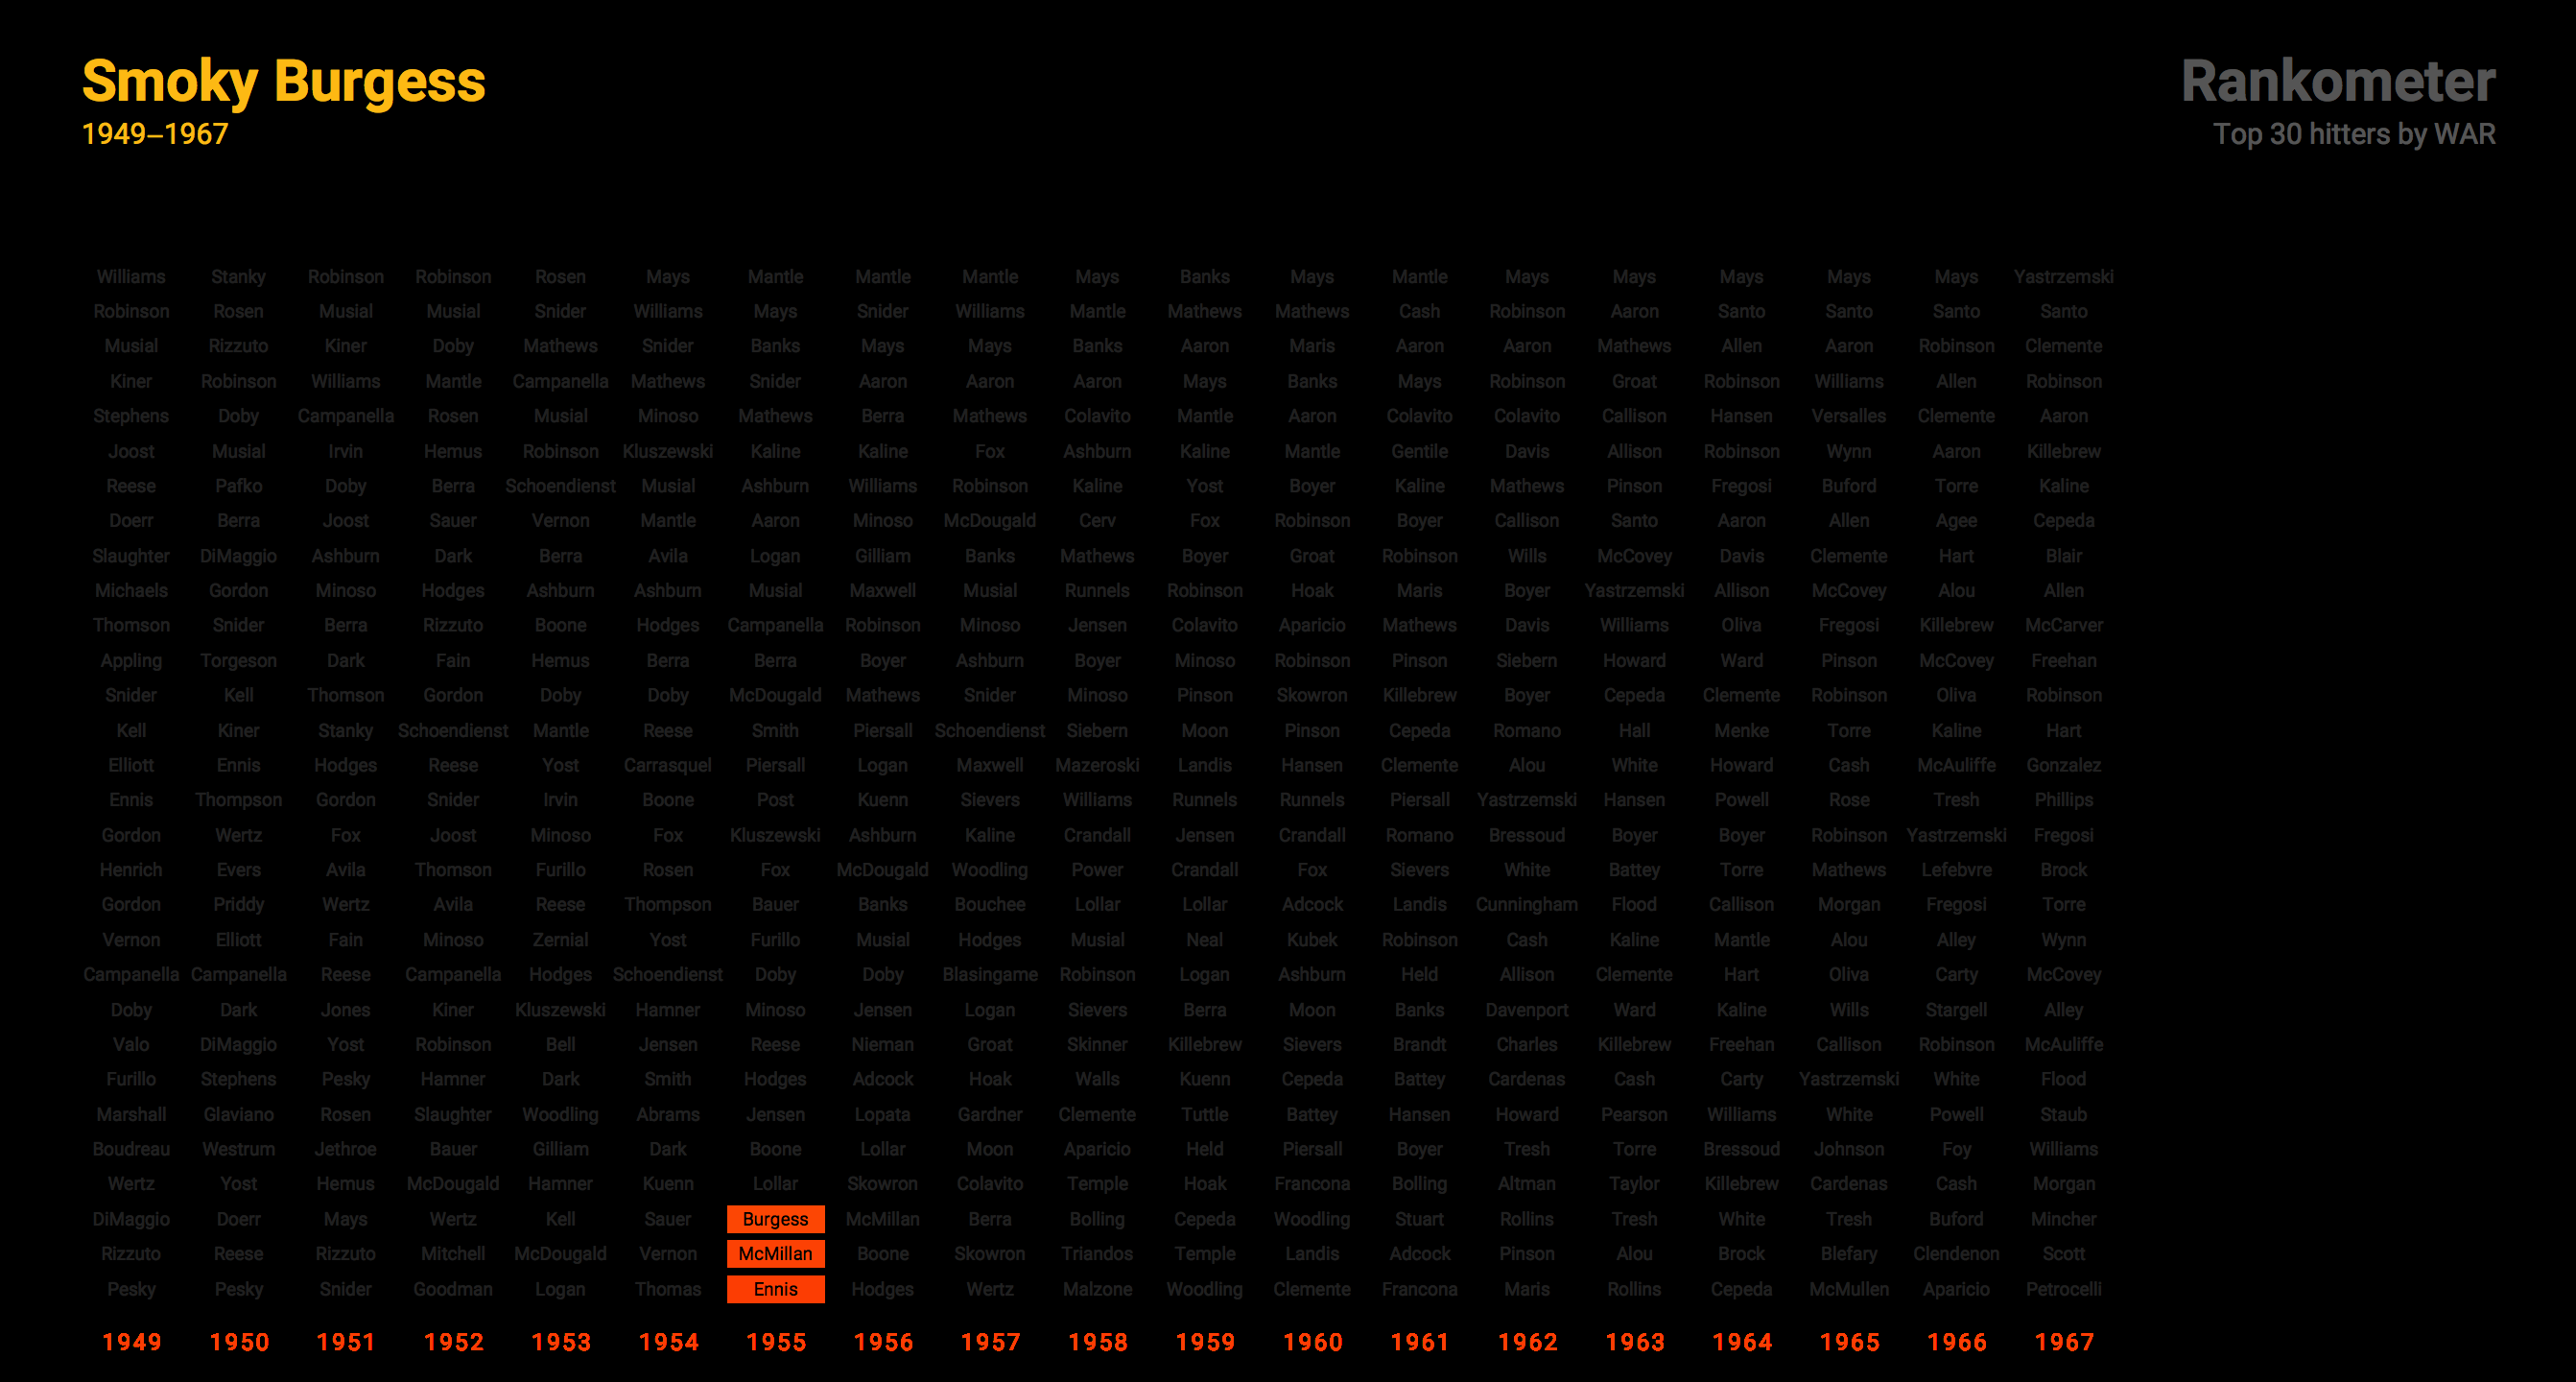 Smoky Burgess
1949–1967
Rankometer
Top 30 hitters by WAR
Williams Stanky Robinson Robinson Rosen Mays Mantle Mantle Mantle Mays Banks Mays Mantle Mays Mays Mays Mays Mays Yastrzemski
Robinson Rosen Musial Musial Snider Williams Mays Snider Williams Mantle Mathews Mathews Cash Robinson Aaron Santo Santo Santo Santo
Musial Rizzuto Kiner Doby Mathews Snider Banks Mays Mays Banks Aaron Maris Aaron Aaron Mathews Allen Aaron Robinson Clemente
Kiner Robinson Williams Mantle Campanella Mathews Snider Aaron Aaron Aaron Mays Banks Mays Robinson Groat Robinson Williams Allen Robinson
Stephens Doby Campanella Rosen Musial Minoso Mathews Berra Mathews Colavito Mantle Aaron Colavito Colavito Callison Hansen Versalles Clemente Aaron
Joost Musial Irvin Hemus Robinson Kluszewski Kaline Kaline Fox Ashburn Kaline Mantle Gentile Davis Allison Robinson Wynn Aaron Killebrew
Reese Pafko Doby Berra Schoendienst Musial Ashburn Williams Robinson Kaline Yost Boyer Kaline Mathews Pinson Fregosi Buford Torre Kaline
Doerr Berra Joost Sauer Vernon Mantle Aaron Minoso McDougald Cerv Fox Robinson Boyer Callison Santo Aaron Allen Agee Cepeda
Slaughter DiMaggio Ashburn Dark Berra Avila Logan Gilliam Banks Mathews Boyer Groat Robinson Wills McCovey Davis Clemente Hart Blair
Michaels Gordon Minoso Hodges Ashburn Ashburn Musial Maxwell Musial Runnels Robinson Hoak Maris Boyer Yastrzemski Allison McCovey Alou Allen
Thomson Snider Berra Rizzuto Boone Hodges Campanella Robinson Minoso Jensen Colavito Aparicio Mathews Davis Williams Oliva Fregosi Killebrew McCarver
Appling Torgeson Dark Fain Hemus Berra Berra Boyer Ashburn Boyer Minoso Robinson Pinson Siebern Howard Ward Pinson McCovey Freehan
Snider Kell Thomson Gordon Doby Doby McDougald Mathews Snider Minoso Pinson Skowron Killebrew Boyer Cepeda Clemente Robinson Oliva Robinson
Kell Kiner Stanky Schoendienst Mantle Reese Smith Piersall Schoendienst Siebern Moon Pinson Cepeda Romano Hall Menke Torre Kaline Hart
Elliott Ennis Hodges Reese Yost Carrasquel Piersall Logan Maxwell Mazeroski Landis Hansen Clemente Alou White Howard Cash McAuliffe Gonzalez
Ennis Thompson Gordon Snider Irvin Boone Post Kuenn Sievers Williams Runnels Runnels Piersall Yastrzemski Hansen Powell Rose Tresh Phillips
Gordon Wertz Fox Joost Minoso Fox Kluszewski Ashburn Kaline Crandall Jensen Crandall Romano Bressoud Boyer Boyer Robinson Yastrzemski Fregosi
Henrich Evers Avila Thomson Furillo Rosen Fox McDougald Woodling Power Crandall Fox Sievers White Battey Torre Mathews Lefebvre Brock
Gordon Priddy Wertz Avila Reese Thompson Bauer Banks Bouchee Lollar Lollar Adcock Landis Cunningham Flood Callison Morgan Fregosi Torre
Vernon Elliott Fain Minoso Zernial Yost Furillo Musial Hodges Musial Neal Kubek Robinson Cash Kaline Mantle Alou Alley Wynn
Campanella Campanella Reese Campanella Hodges Schoendienst Doby Doby Blasingame Robinson Logan Ashburn Held Allison Clemente Hart Oliva Carty McCovey
Doby Dark Jones Kiner Kluszewski Hamner Minoso Jensen Logan Sievers Berra Moon Banks Davenport Ward Kaline Wills Stargell Alley
Valo DiMaggio Yost Robinson Bell Jensen Reese Nieman Groat Skinner Killebrew Sievers Brandt Charles Killebrew Freehan Callison Robinson McAuliffe
Furillo Stephens Pesky Hamner Dark Smith Hodges Adcock Hoak Walls Kuenn Cepeda Battey Cardenas Cash Carty Yastrzemski White Flood
Marshall Glaviano Rosen Slaughter Woodling Abrams Jensen Lopata Gardner Clemente Tuttle Battey Hansen Howard Pearson Williams White Powell Staub
Boudreau Westrum Jethroe Bauer Gilliam Dark Boone Lollar Moon Aparicio Held Piersall Boyer Tresh Torre Bressoud Johnson Foy Williams
Wertz Yost Hemus McDougald Hamner Kuenn Lollar Skowron Colavito Temple Hoak Francona Bolling Altman Taylor Killebrew Cardenas Cash Morgan
DiMaggio Doerr Mays Wertz Kell Sauer Burgess McMillan Berra Bolling Cepeda Woodling Stuart Rollins Tresh White Tresh Buford Mincher
Rizzuto Reese Rizzuto Mitchell McDougald Vernon McMillan Boone Skowron Triandos Temple Landis Adcock Pinson Alou Brock Blefary Clendenon Scott
Pesky Pesky Snider Goodman Logan Thomas Ennis Hodges Wertz Malzone Woodling Clemente Francona Maris Rollins Cepeda McMullen Aparicio Petrocelli
1949 1950 1951 1952 1953 1954 1955 1956 1957 1958 1959 1960 1961 1962 1963 1964 1965 1966 1967